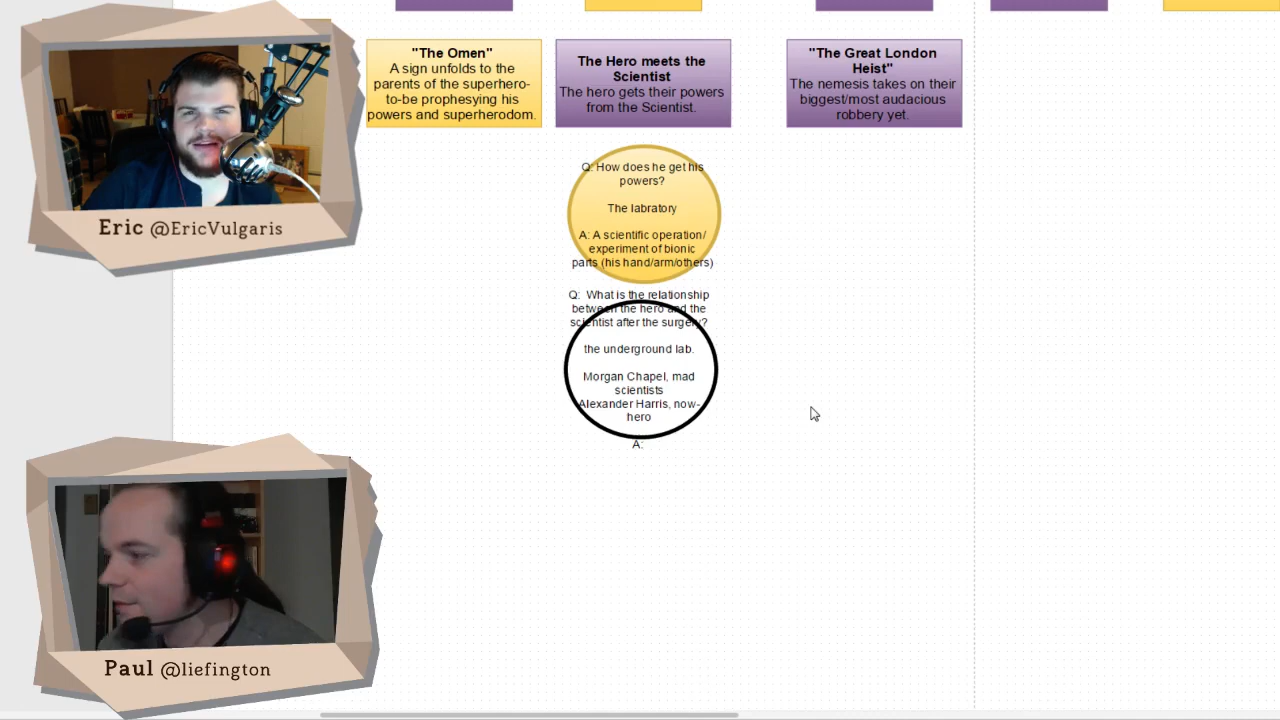 "The Omen"
A sign unfolds to the
parents of the superhero-
to-be prophesying his
powers and superherodom.
The Hero meets the
Scientist
The hero gets their powers
from the Scientist.
"The Great London
Heist"
The nemesis takes on their
biggest/most audacious
robbery yet.
Q: How does he get his
powers?
The labratory
A: A scientific operation/
experiment of bionic
parts (his hand/arm/others)
Q:  What is the relationship
between the hero and the
scientist after the surgery?
the underground lab.
Morgan Chapel, mad
scientists
Alexander Harris, now-
hero
A:
Eric @EricVulgaris
Paul @liefington